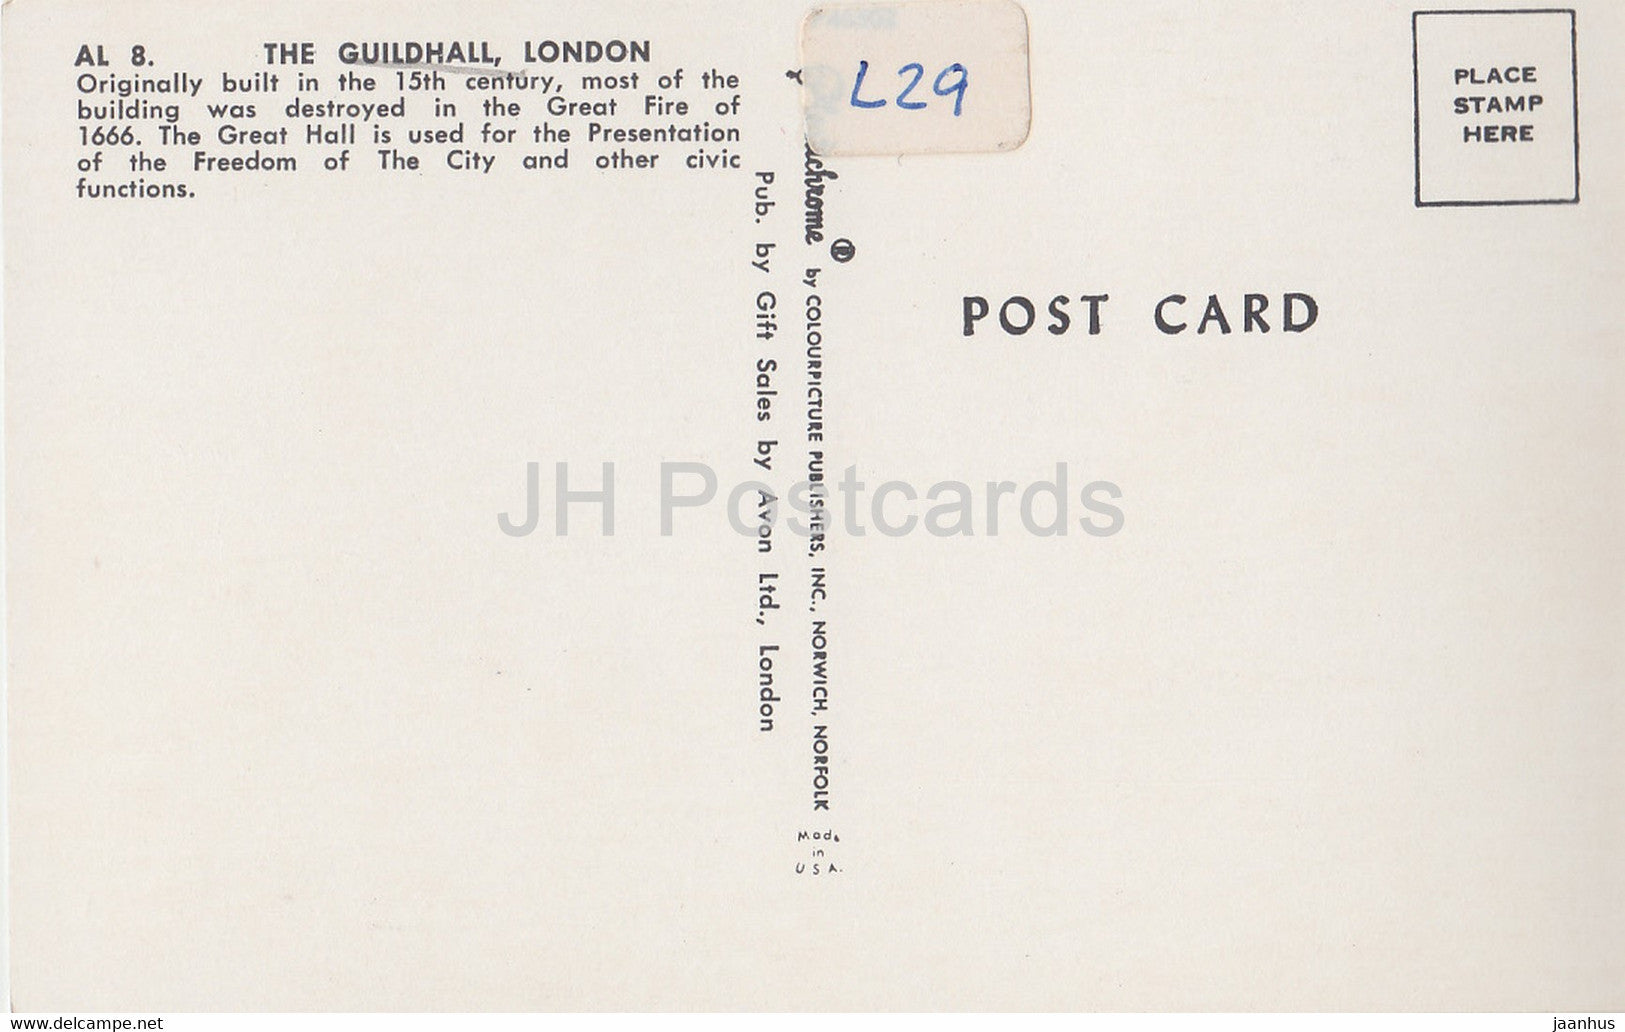 AL 8. THE GUILDHALL, LONDON
Originally built in the 15th century, most of the
building was destroyed in the Great Fire of
1666. The Great Hall is used for the Presentation
of the Freedom of The City and other civic
functions.
Pub. by Gift Sales by Avon Ltd., London
L29
chrome ® by COLOURPICTURE PUBLISHERS, INC., NORWICH, NORFOLK
Made
in
USA.
PLACE
STAMP
HERE
POST CARD
JH Postcards
www.delcampe.net
jaanhus